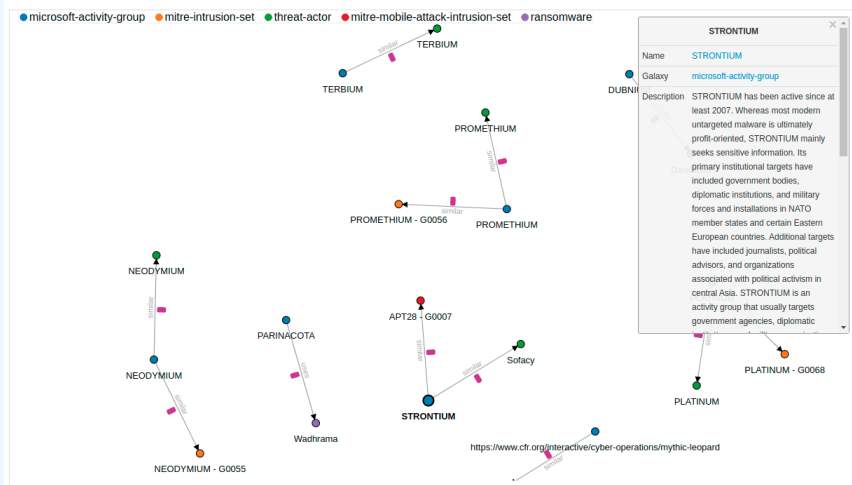 microsoft-activity-group mitre-intrusion-set threat-actor mitre-mobile-attack-intrusion-set ransomware
similar
TERBIUM
TERBIUM
PROMETHIUM
similar
PROMETHIUM - G0056
similar
PROMETHIUM
NEODYMIUM
similar
NEODYMIUM
similar
NEODYMIUM - G0055
PARINACOTA
uses
Wadhrama
APT28 - G0007
similar
similar
Sofacy
STRONTIUM
https://www.cfr.org/interactive/cyber-operations/mythic-leopard
similar
PLATINUM
PLATINUM - G0068
STRONTIUM
×
Name STRONTIUM
Galaxy microsoft-activity-group
Description STRONTIUM has been active since at
least 2007. Whereas most modern
untargeted malware is ultimately
profit-oriented, STRONTIUM mainly
seeks sensitive information. Its
primary institutional targets have
included government bodies,
diplomatic institutions, and military
forces and installations in NATO
member states and certain Eastern
European countries. Additional targets
have included journalists, political
advisors, and organizations
associated with political activism in
central Asia. STRONTIUM is an
activity group that usually targets
government agencies, diplomatic